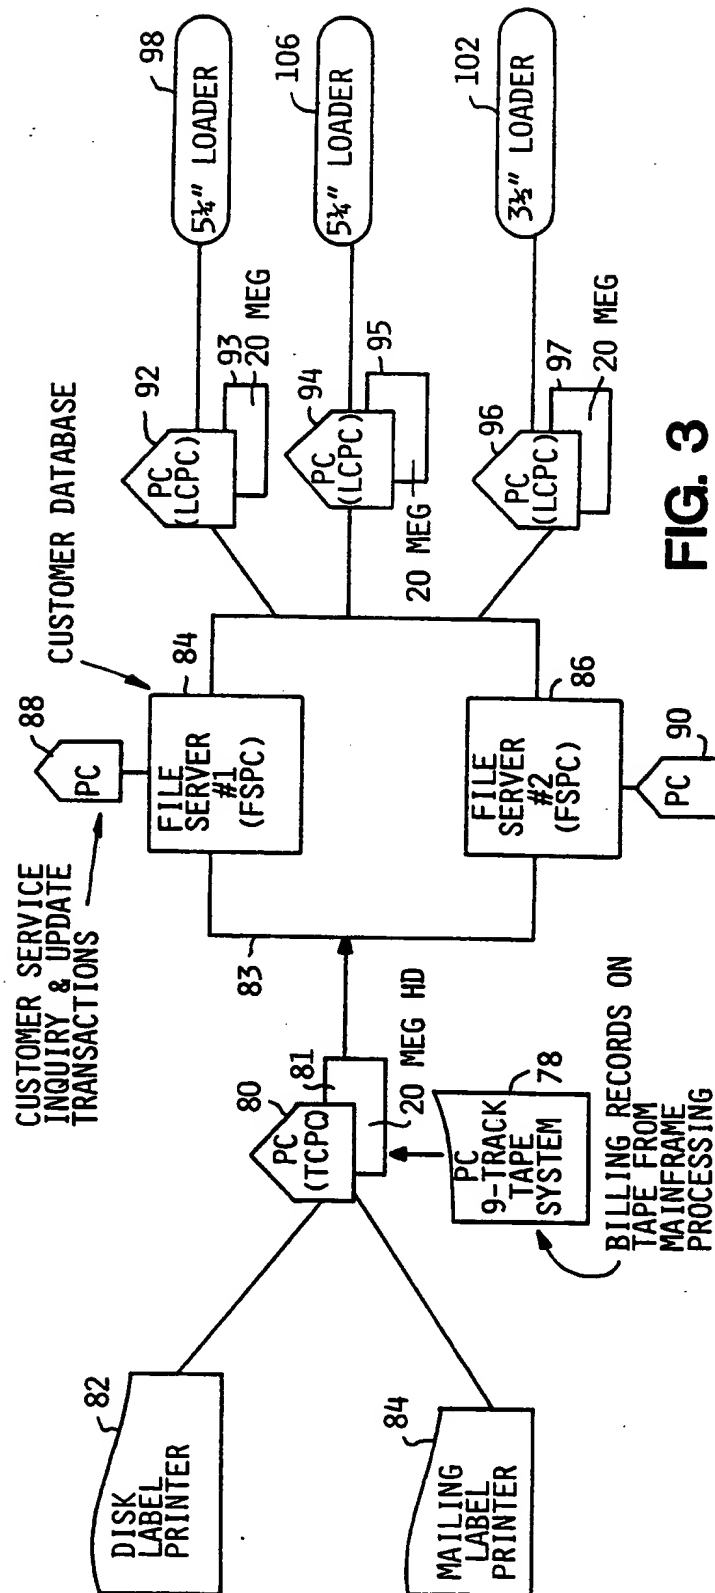 CUSTOMER SERVICE
INQUIRY & UPDATE
TRANSACTIONS
88
PC
CUSTOMER DATABASE
84
FILE
SERVER
#1
(FSPC)
83
86
FILE
SERVER
#2
(FSPC)
90
PC
82
DISK
LABEL
PRINTER
84
MAILING
LABEL
PRINTER
80
PC
(TCPC)
81
20 MEG HD
78
PC
9-TRACK
TAPE
SYSTEM
BILLING RECORDS ON
TAPE FROM
MAINFRAME
PROCESSING
92
PC
(LCPC)
93
20 MEG
98
5¼" LOADER
94
PC
(LCPC)
95
20 MEG
106
5¼" LOADER
96
PC
(LCPC)
97
20 MEG
102
3½" LOADER
FIG. 3